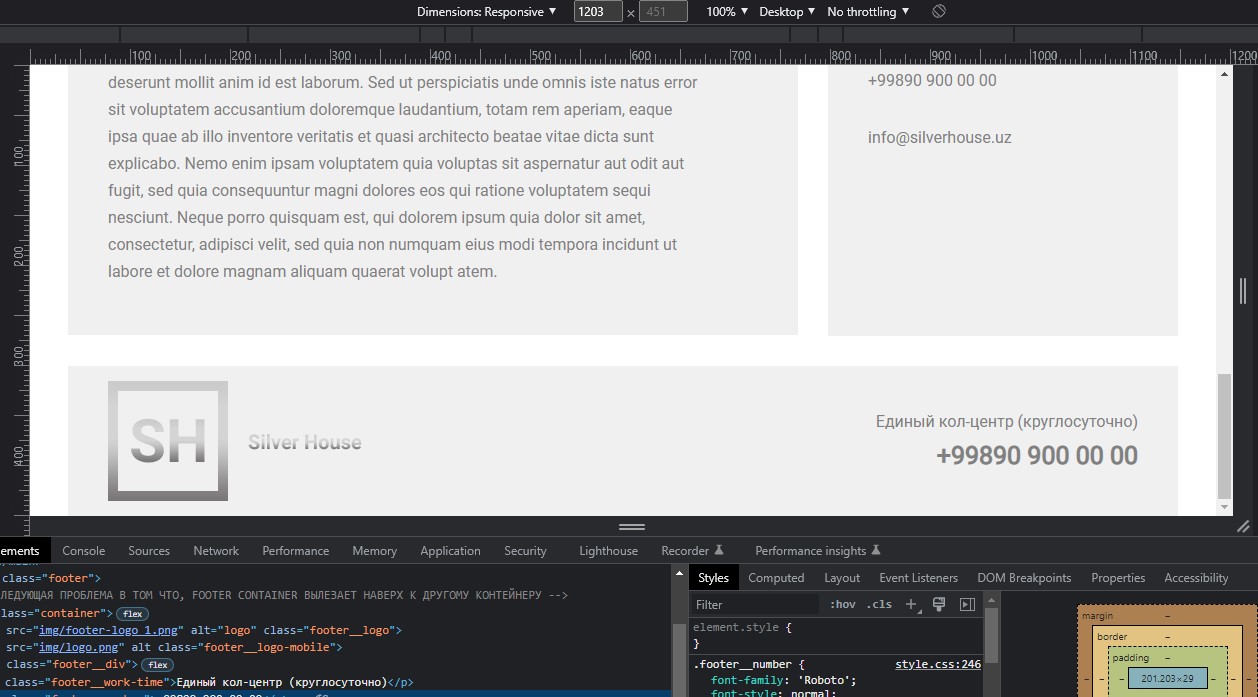 Dimensions: Responsive ▼ 1203 × 451 100% ▼ Desktop ▼ No throttling ▼
100 200 300 400 500 600 700 800 900 1000 1100 1200
100
200
300
400
deserunt mollit anim id est laborum. Sed ut perspiciatis unde omnis iste natus error
sit voluptatem accusantium doloremque laudantium, totam rem aperiam, eaque
ipsa quae ab illo inventore veritatis et quasi architecto beatae vitae dicta sunt
explicabo. Nemo enim ipsam voluptatem quia voluptas sit aspernatur aut odit aut
fugit, sed quia consequuntur magni dolores eos qui ratione voluptatem sequi
nesciunt. Neque porro quisquam est, qui dolorem ipsum quia dolor sit amet,
consectetur, adipisci velit, sed quia non numquam eius modi tempora incidunt ut
labore et dolore magnam aliquam quaerat volupt atem.
+99890 900 00 00
info@silverhouse.uz
SH
Silver House
Единый кол-центр (круглосуточно)
+99890 900 00 00
ements Console Sources Network Performance Memory Application Security Lighthouse Recorder Performance insights
class="footer">
ЛЕДУЮЩАЯ ПРОБЛЕМА В ТОМ ЧТО, FOOTER CONTAINER ВЫЛЕЗАЕТ НАВЕРХ К ДРУГОМУ КОНТЕЙНЕРУ -->
lass="container"> flex
src="img/footer-logo_1.png" alt="logo" class="footer__logo">
src="img/logo.png" alt class="footer__logo-mobile">
class="footer__div"> flex
class="footer__work-time">Единый кол-центр (круглосуточно)</p>
Styles Computed Layout Event Listeners DOM Breakpoints Properties Accessibility
Filter :hov .cls +
element.style {
}
.footer__number { style.css:246
font-family: 'Roboto';
font-style: normal;
margin –
border –
padding –
– – – 201.203×29 – – –